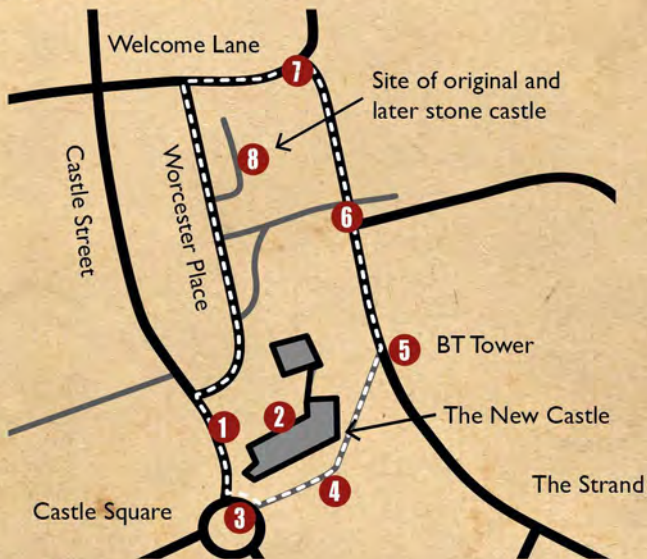 Welcome Lane
7
Site of original and
later stone castle
8
Castle Street
Worcester Place
6
5
BT Tower
2
1
The New Castle
4
The Strand
Castle Square
3